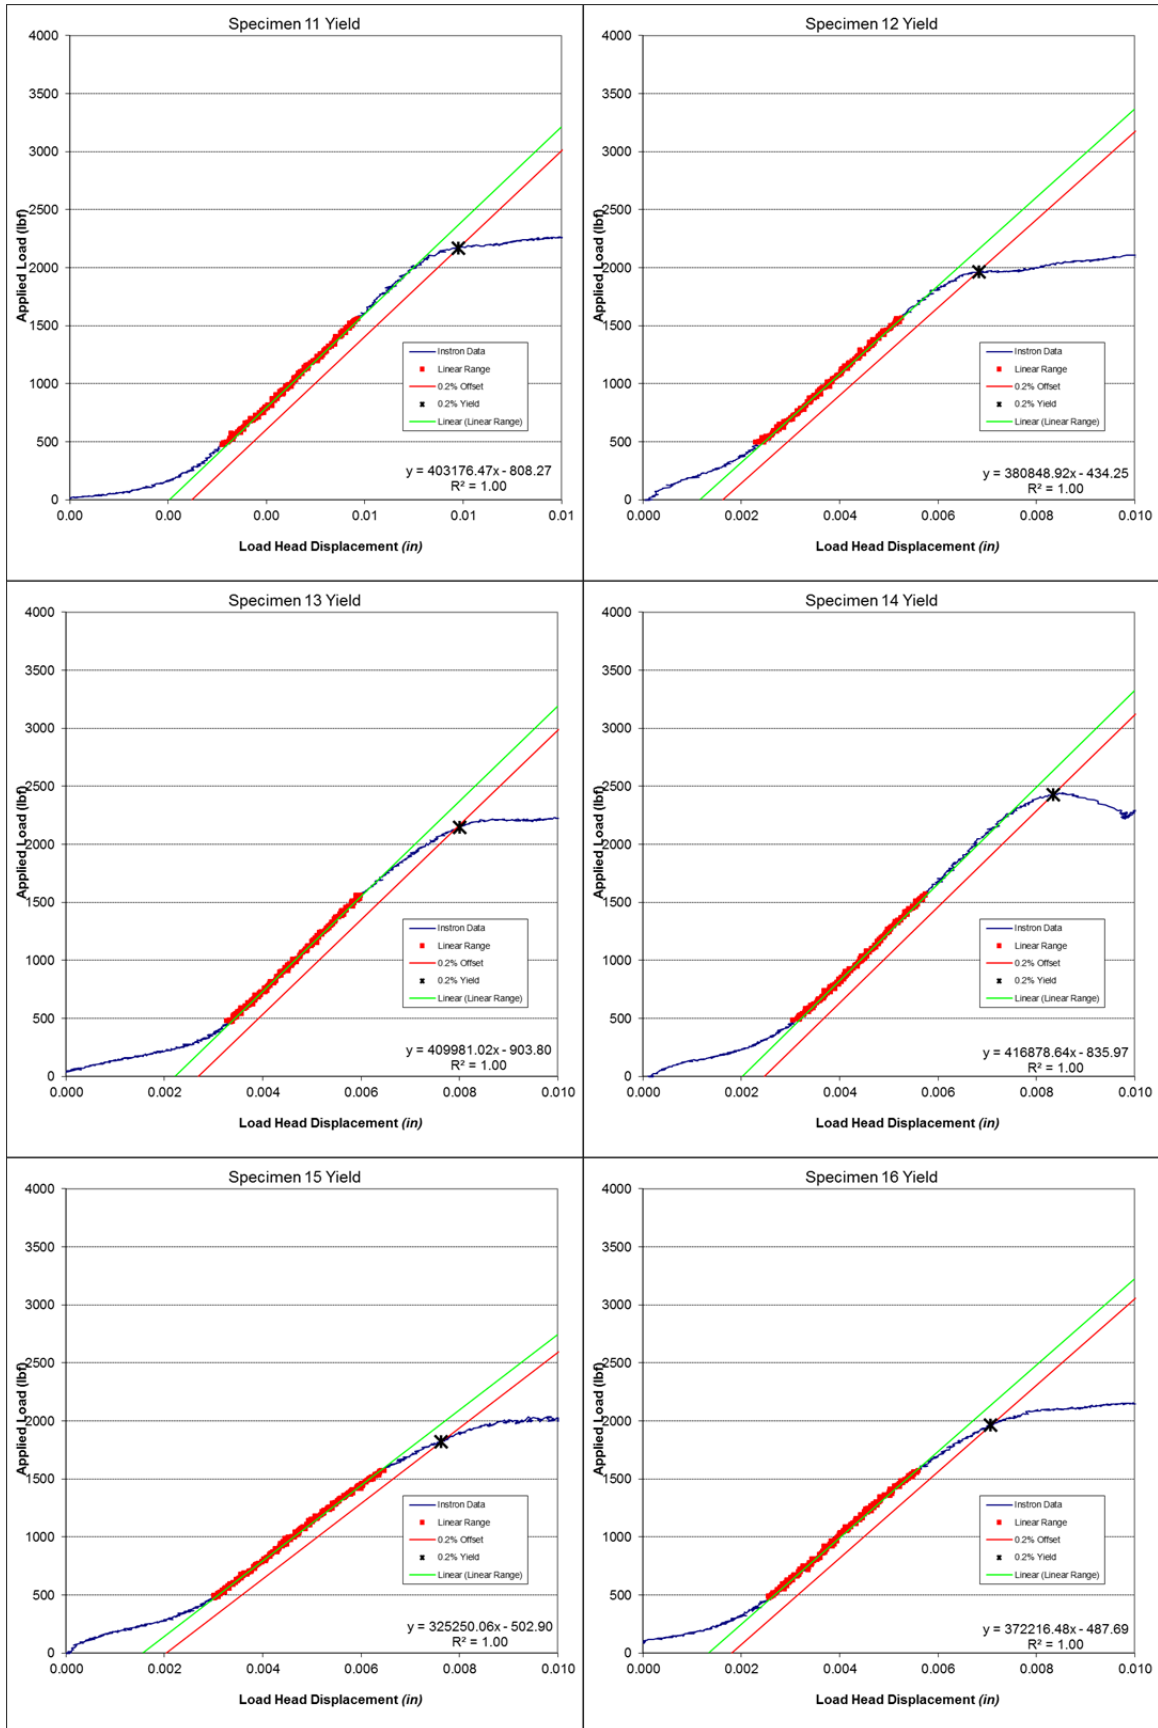 Specimen 11 Yield
4000
3500
3000
2500
2000
1500
1000
500
0
Applied Load (lbf)
Instron Data
Linear Range
0.2% Offset
0.2% Yield
Linear (Linear Range)
y = 403176.47x - 808.27
R² = 1.00
0.00 0.00 0.00 0.01 0.01 0.01
Load Head Displacement (in)
Specimen 12 Yield
4000
3500
3000
2500
2000
1500
1000
500
0
Applied Load (lbf)
Instron Data
Linear Range
0.2% Offset
0.2% Yield
Linear (Linear Range)
y = 380848.92x - 434.25
R² = 1.00
0.000 0.002 0.004 0.006 0.008 0.010
Load Head Displacement (in)
Specimen 13 Yield
4000
3500
3000
2500
2000
1500
1000
500
0
Applied Load (lbf)
Instron Data
Linear Range
0.2% Offset
0.2% Yield
Linear (Linear Range)
y = 409981.02x - 903.80
R² = 1.00
0.000 0.002 0.004 0.006 0.008 0.010
Load Head Displacement (in)
Specimen 14 Yield
4000
3500
3000
2500
2000
1500
1000
500
0
Applied Load (lbf)
Instron Data
Linear Range
0.2% Offset
0.2% Yield
Linear (Linear Range)
y = 416878.64x - 835.97
R² = 1.00
0.000 0.002 0.004 0.006 0.008 0.010
Load Head Displacement (in)
Specimen 15 Yield
4000
3500
3000
2500
2000
1500
1000
500
0
Applied Load (lbf)
Instron Data
Linear Range
0.2% Offset
0.2% Yield
Linear (Linear Range)
y = 325250.06x - 502.90
R² = 1.00
0.000 0.002 0.004 0.006 0.008 0.010
Load Head Displacement (in)
Specimen 16 Yield
4000
3500
3000
2500
2000
1500
1000
500
0
Applied Load (lbf)
Instron Data
Linear Range
0.2% Offset
0.2% Yield
Linear (Linear Range)
y = 372216.48x - 487.69
R² = 1.00
0.000 0.002 0.004 0.006 0.008 0.010
Load Head Displacement (in)